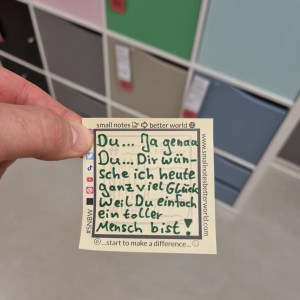 small notes better world
Du... Ja genau
Du... Dir wün-
sche ich heute
ganz viel Glück
weil Du einfach
ein toller
Mensch bist!
...start to make a difference...
#SNBW
www.smallnotesbetterworld.com